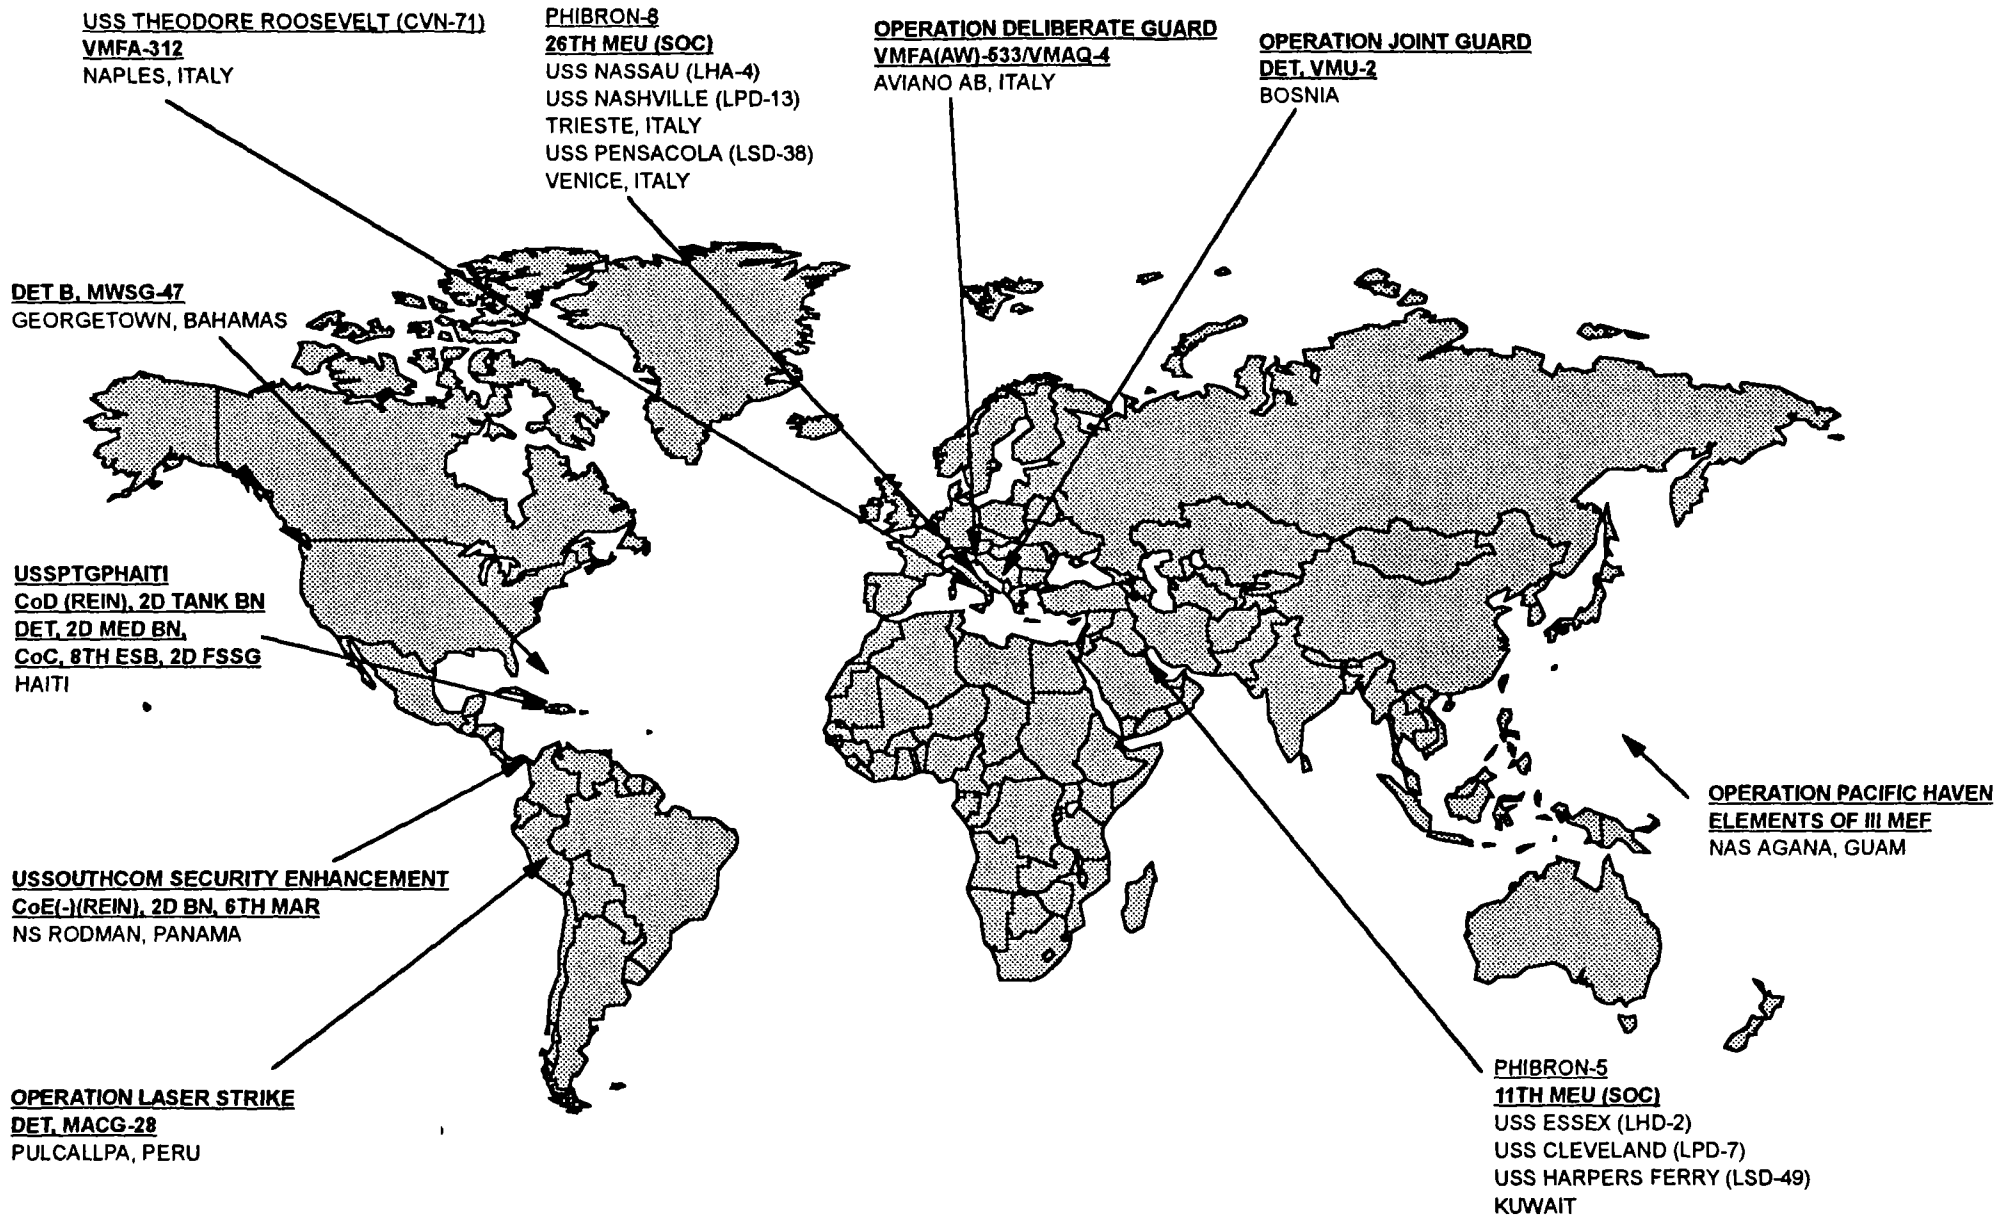 USS THEODORE ROOSEVELT (CVN-71)
VMFA-312
NAPLES, ITALY
PHIBRON-8
26TH MEU (SOC)
USS NASSAU (LHA-4)
USS NASHVILLE (LPD-13)
TRIESTE, ITALY
USS PENSACOLA (LSD-38)
VENICE, ITALY
OPERATION DELIBERATE GUARD
VMFA(AW)-533/VMAQ-4
AVIANO AB, ITALY
OPERATION JOINT GUARD
DET, VMU-2
BOSNIA
DET B, MWSG-47
GEORGETOWN, BAHAMAS
USSPTGPHAITI
CoD (REIN), 2D TANK BN
DET, 2D MED BN,
CoC, 8TH ESB, 2D FSSG
HAITI
USSOUTHCOM SECURITY ENHANCEMENT
CoE(-)(REIN), 2D BN, 6TH MAR
NS RODMAN, PANAMA
OPERATION LASER STRIKE
DET, MACG-28
PULCALLPA, PERU
OPERATION PACIFIC HAVEN
ELEMENTS OF III MEF
NAS AGANA, GUAM
PHIBRON-5
11TH MEU (SOC)
USS ESSEX (LHD-2)
USS CLEVELAND (LPD-7)
USS HARPERS FERRY (LSD-49)
KUWAIT